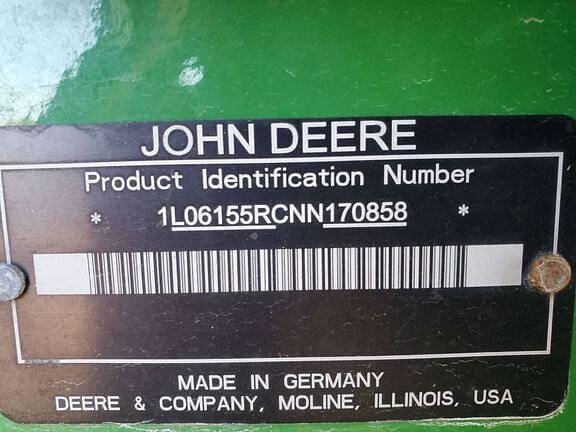 JOHN DEERE
Product Identification Number
* 1L06155RCNN170858 *
MADE IN GERMANY
DEERE & COMPANY, MOLINE, ILLINOIS, USA